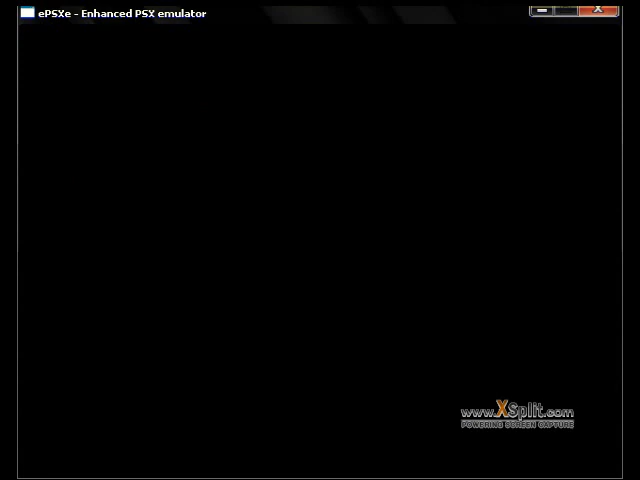 ePSXe - Enhanced PSX emulator
www.XSplit.com
POWERING SCREEN CAPTURE